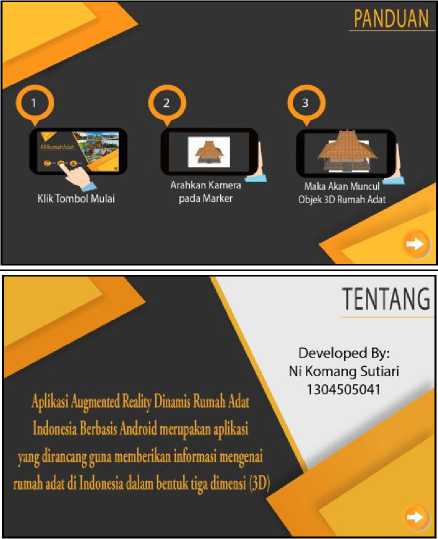 PANDUAN
1
2
3
Klik Tombol Mulai
Arahkan Kamera
pada Marker
Maka Akan Muncul
Objek 3D Rumah Adat
TENTANG
Developed By:
Ni Komang Sutiari
1304505041
Aplikasi Augmented Reality Dinamis Rumah Adat
Indonesia Berbasis Android merupakan aplikasi
yang dirancang guna memberikan informasi mengenai
rumah adat di Indonesia dalam bentuk tiga dimensi (3D)